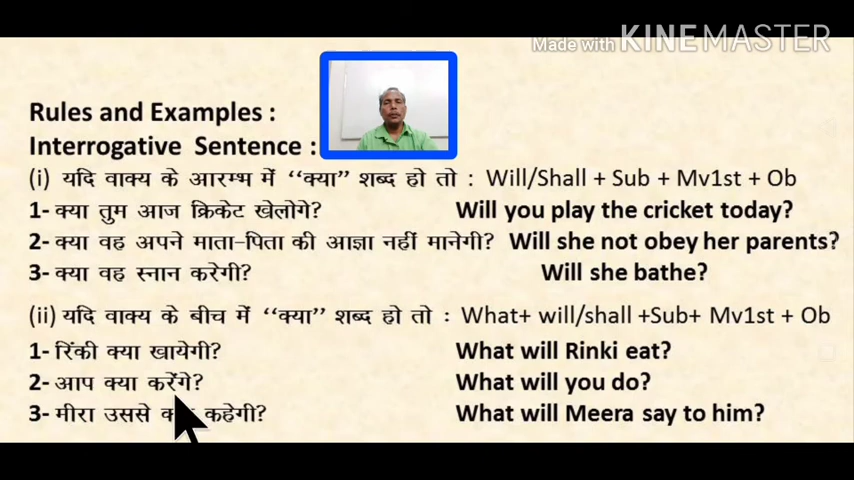 Made with KINEMASTER
Rules and Examples :
Interrogative Sentence :
(i) यदि वाक्य के आरम्भ में “क्या” शब्द हो तो : Will/Shall + Sub + Mv1st + Ob
1- क्या तुम आज क्रिकेट खेलोगे? Will you play the cricket today?
2- क्या वह अपने माता-पिता की आज्ञा नहीं मानेगी? Will she not obey her parents?
3- क्या वह स्नान करेगी? Will she bathe?
(ii) यदि वाक्य के बीच में “क्या” शब्द हो तो : What+ will/shall +Sub+ Mv1st + Ob
1- रिंकी क्या खायेगी? What will Rinki eat?
2- आप क्या करेंगे? What will you do?
3- मीरा उससे कहेगी? What will Meera say to him?